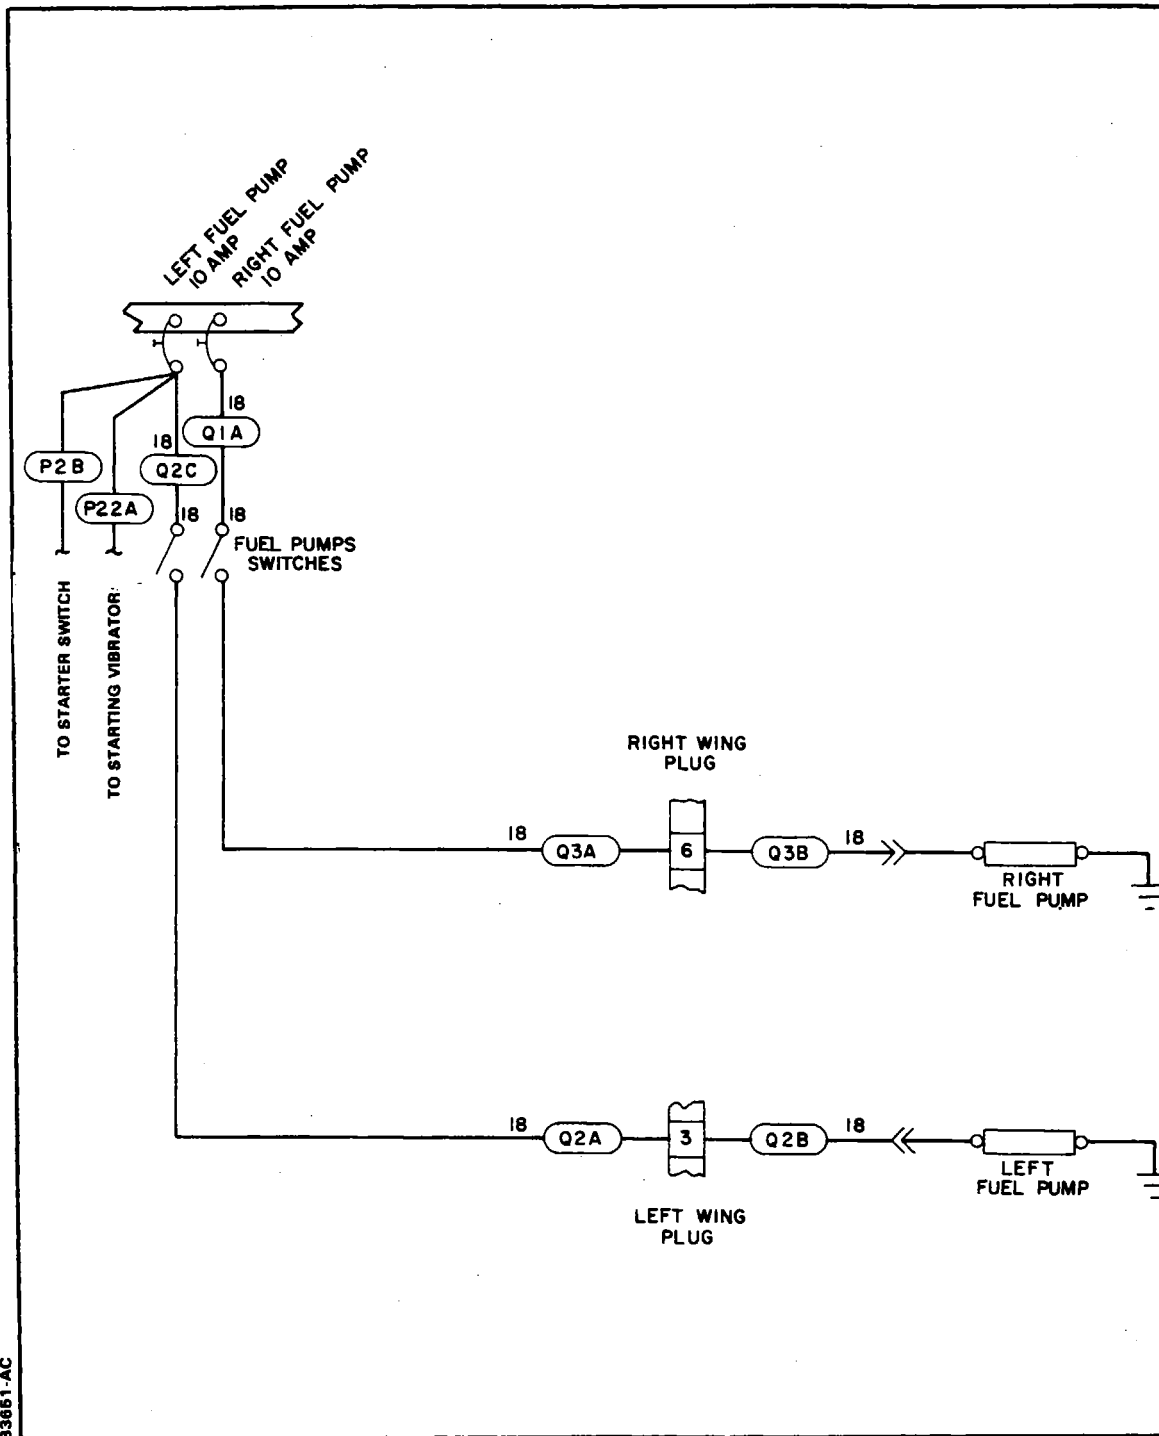 LEFT FUEL PUMP
10 AMP
RIGHT FUEL PUMP
10 AMP
18
Q1A
P2B
18
Q2C
P22A
18
18
FUEL PUMPS
SWITCHES
TO STARTER SWITCH
TO STARTING VIBRATOR
RIGHT WING
PLUG
18
Q3A
6
Q3B
18
RIGHT
FUEL PUMP
18
Q2A
3
Q2B
18
LEFT
FUEL PUMP
LEFT WING
PLUG